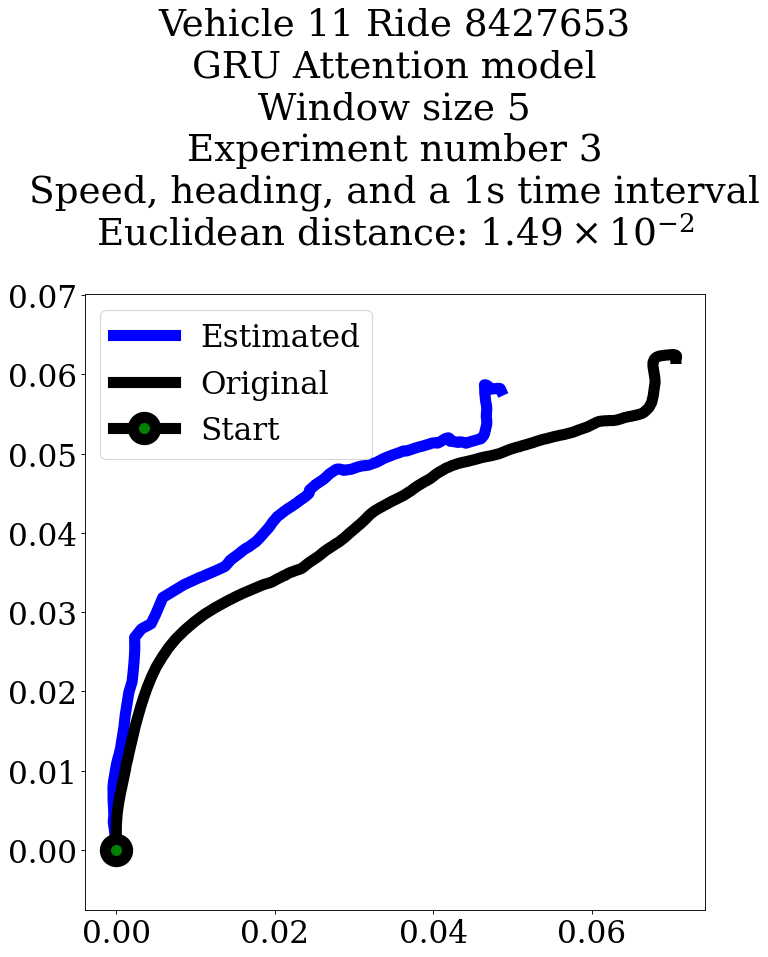 Vehicle 11 Ride 8427653
GRU Attention model
Window size 5
Experiment number 3
Speed, heading, and a 1s time interval
Euclidean distance: 1.49 × 10⁻²
0.07
Estimated
Original
Start
0.06
0.05
0.04
0.03
0.02
0.01
0.00
0.00 0.02 0.04 0.06